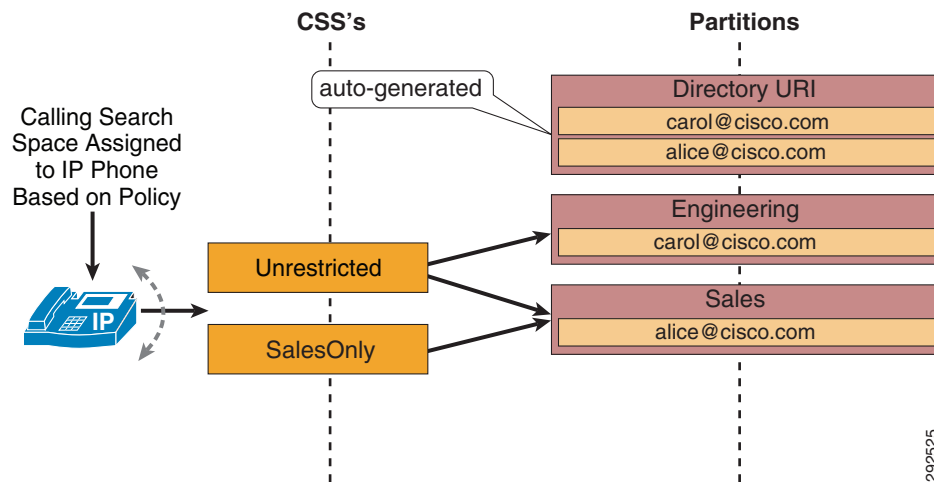 CSS's
Partitions
auto-generated
Directory URI
carol@cisco.com
alice@cisco.com
Calling Search
Space Assigned
to IP Phone
Based on Policy
Engineering
carol@cisco.com
Unrestricted
Sales
alice@cisco.com
IP
SalesOnly
292525